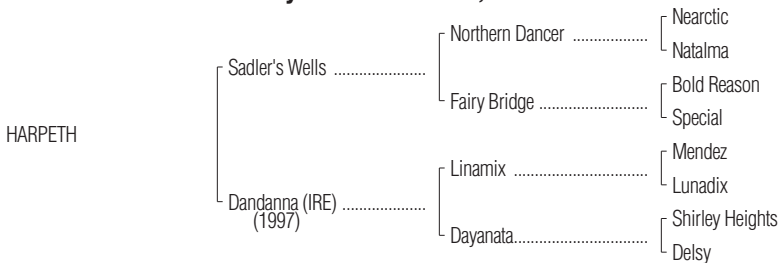 Nearctic
Northern Dancer ....................
Natalma
Sadler's Wells ........................
Bold Reason
Fairy Bridge .............................
Special
HARPETH
Mendez
Linamix ...................................
Lunadix
Dandanna (IRE) ......................
(1997)
Shirley Heights
Dayanata...................................
Delsy